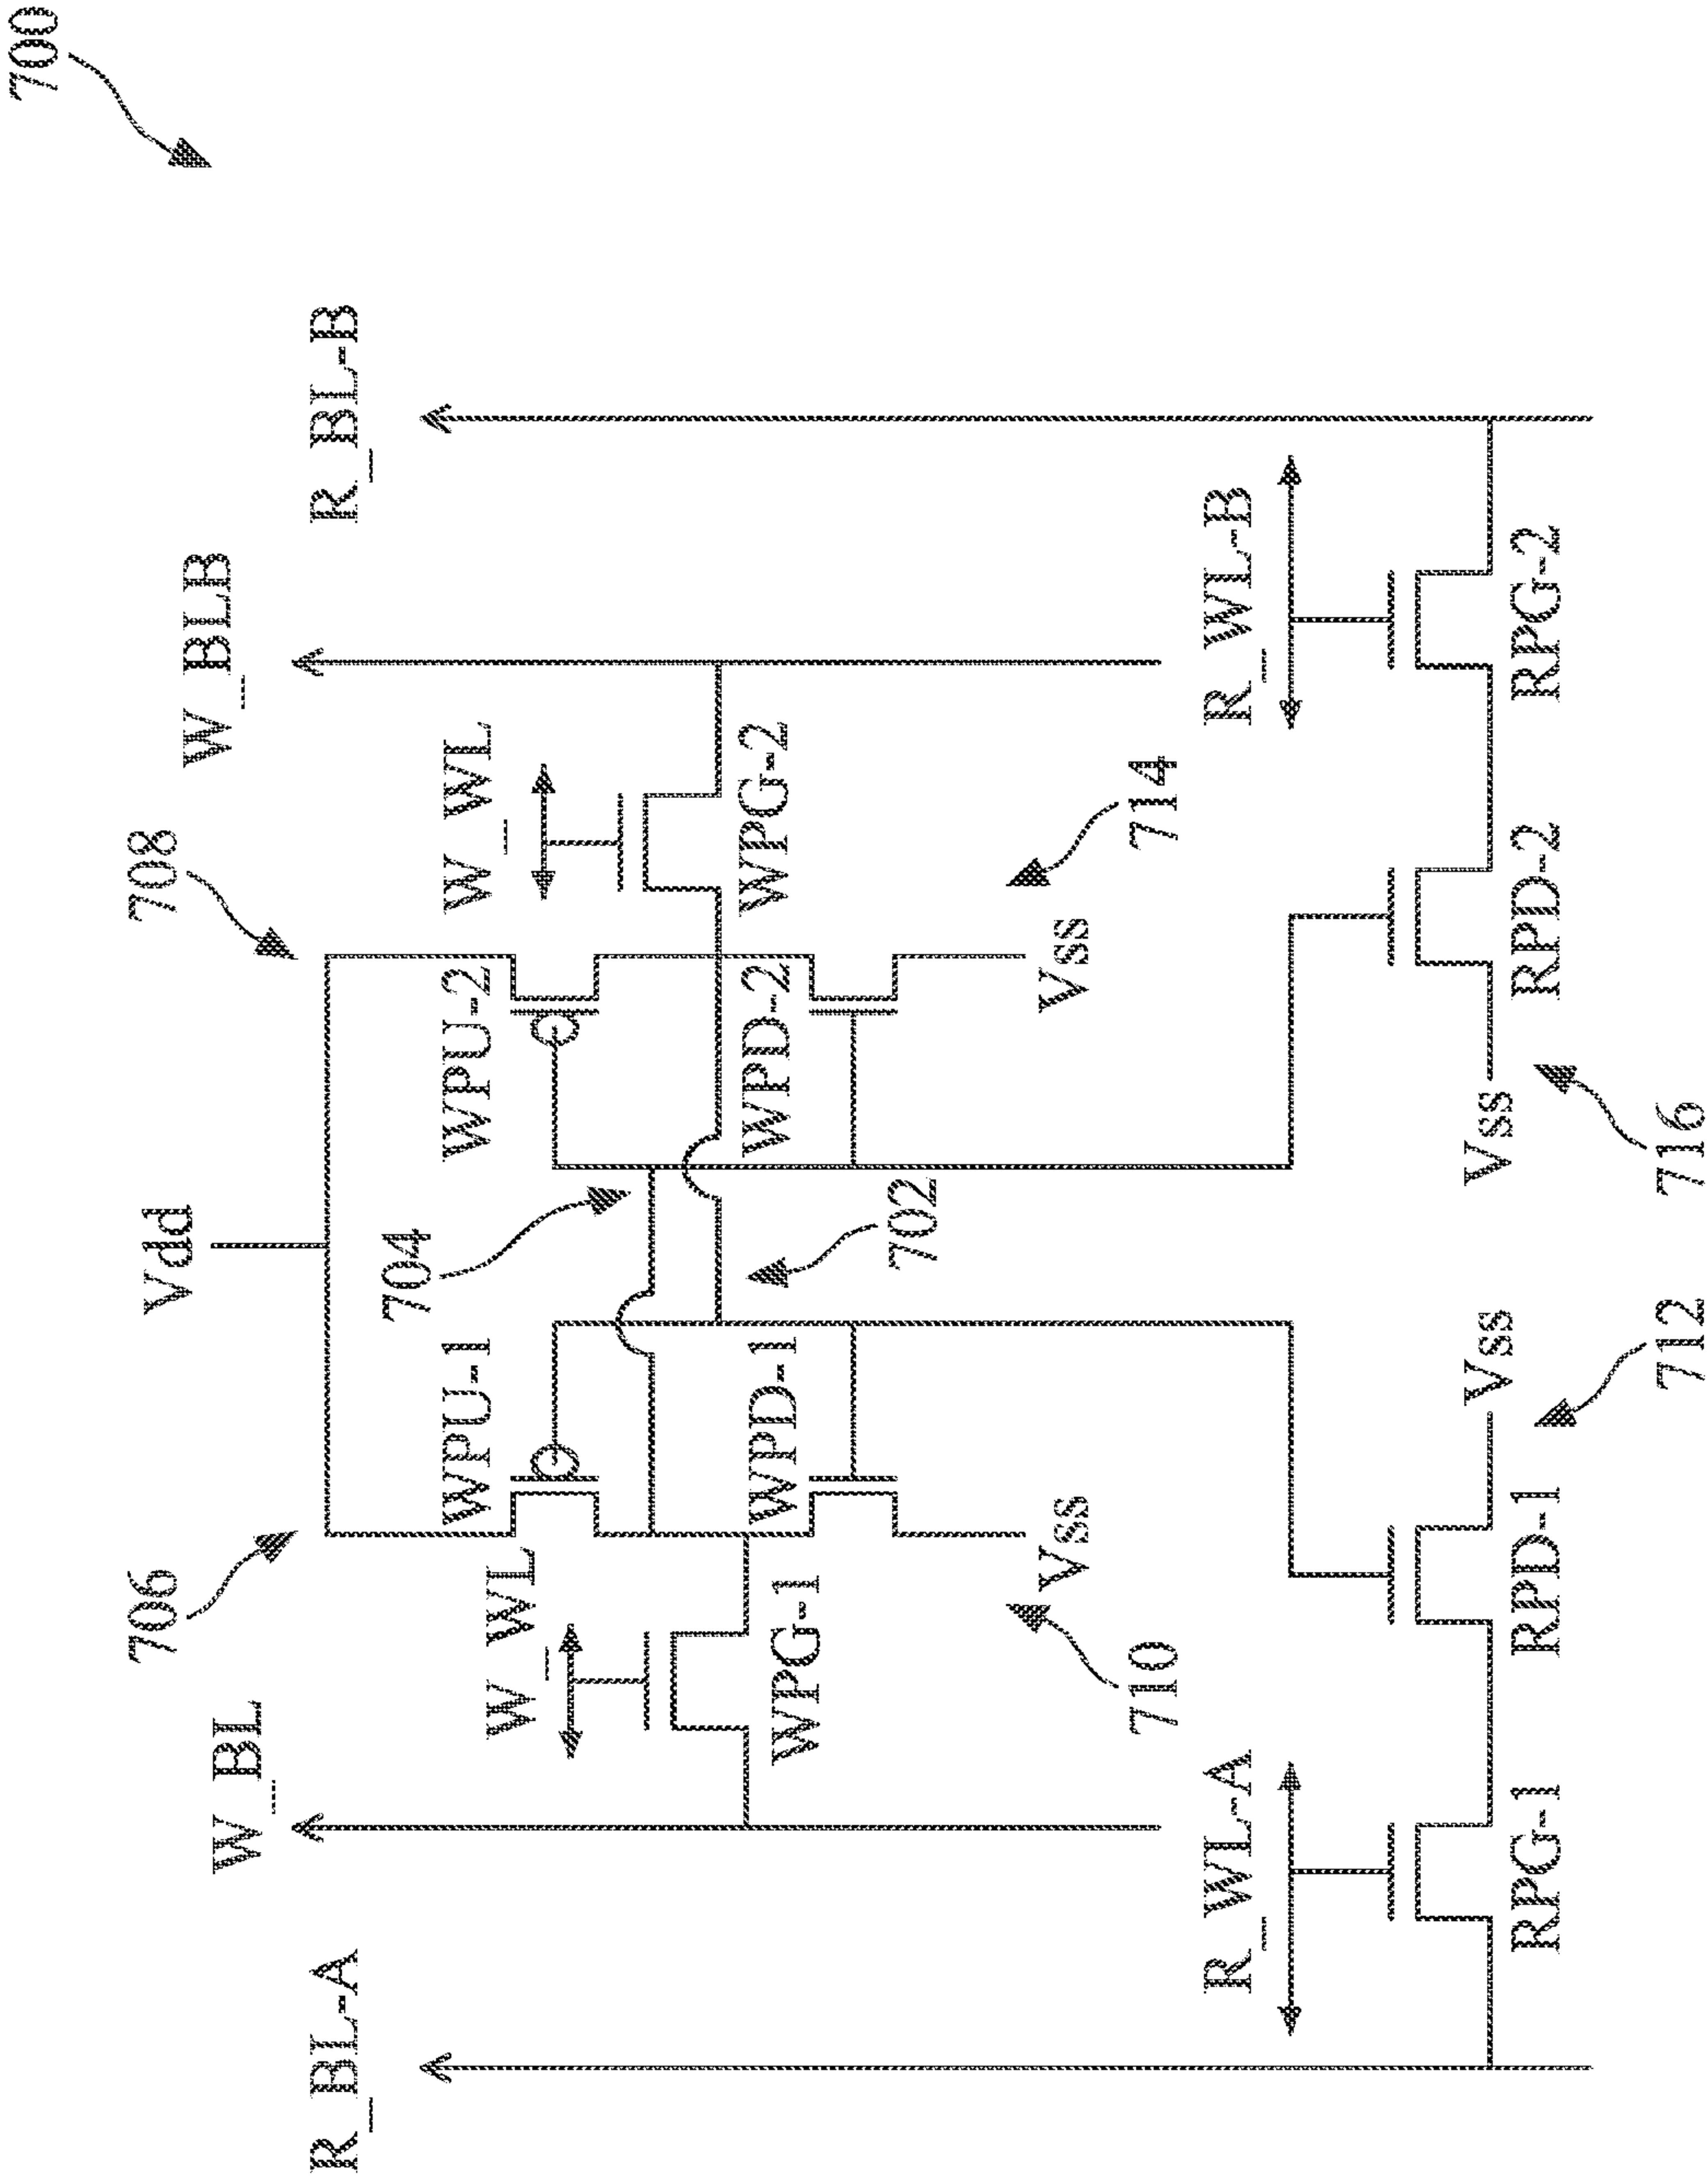 700
Vdd
706
708
W_BL
W_BLB
R_BL-A
R_BL-B
704
WPU-1
WPU-2
W_WL
W_WL
WPD-1
WPD-2
WPG-1
WPG-2
702
Vss
Vss
710
714
R_WL-A
R_WL-B
Vss
Vss
RPG-1
RPD-1
RPD-2
RPG-2
712
716